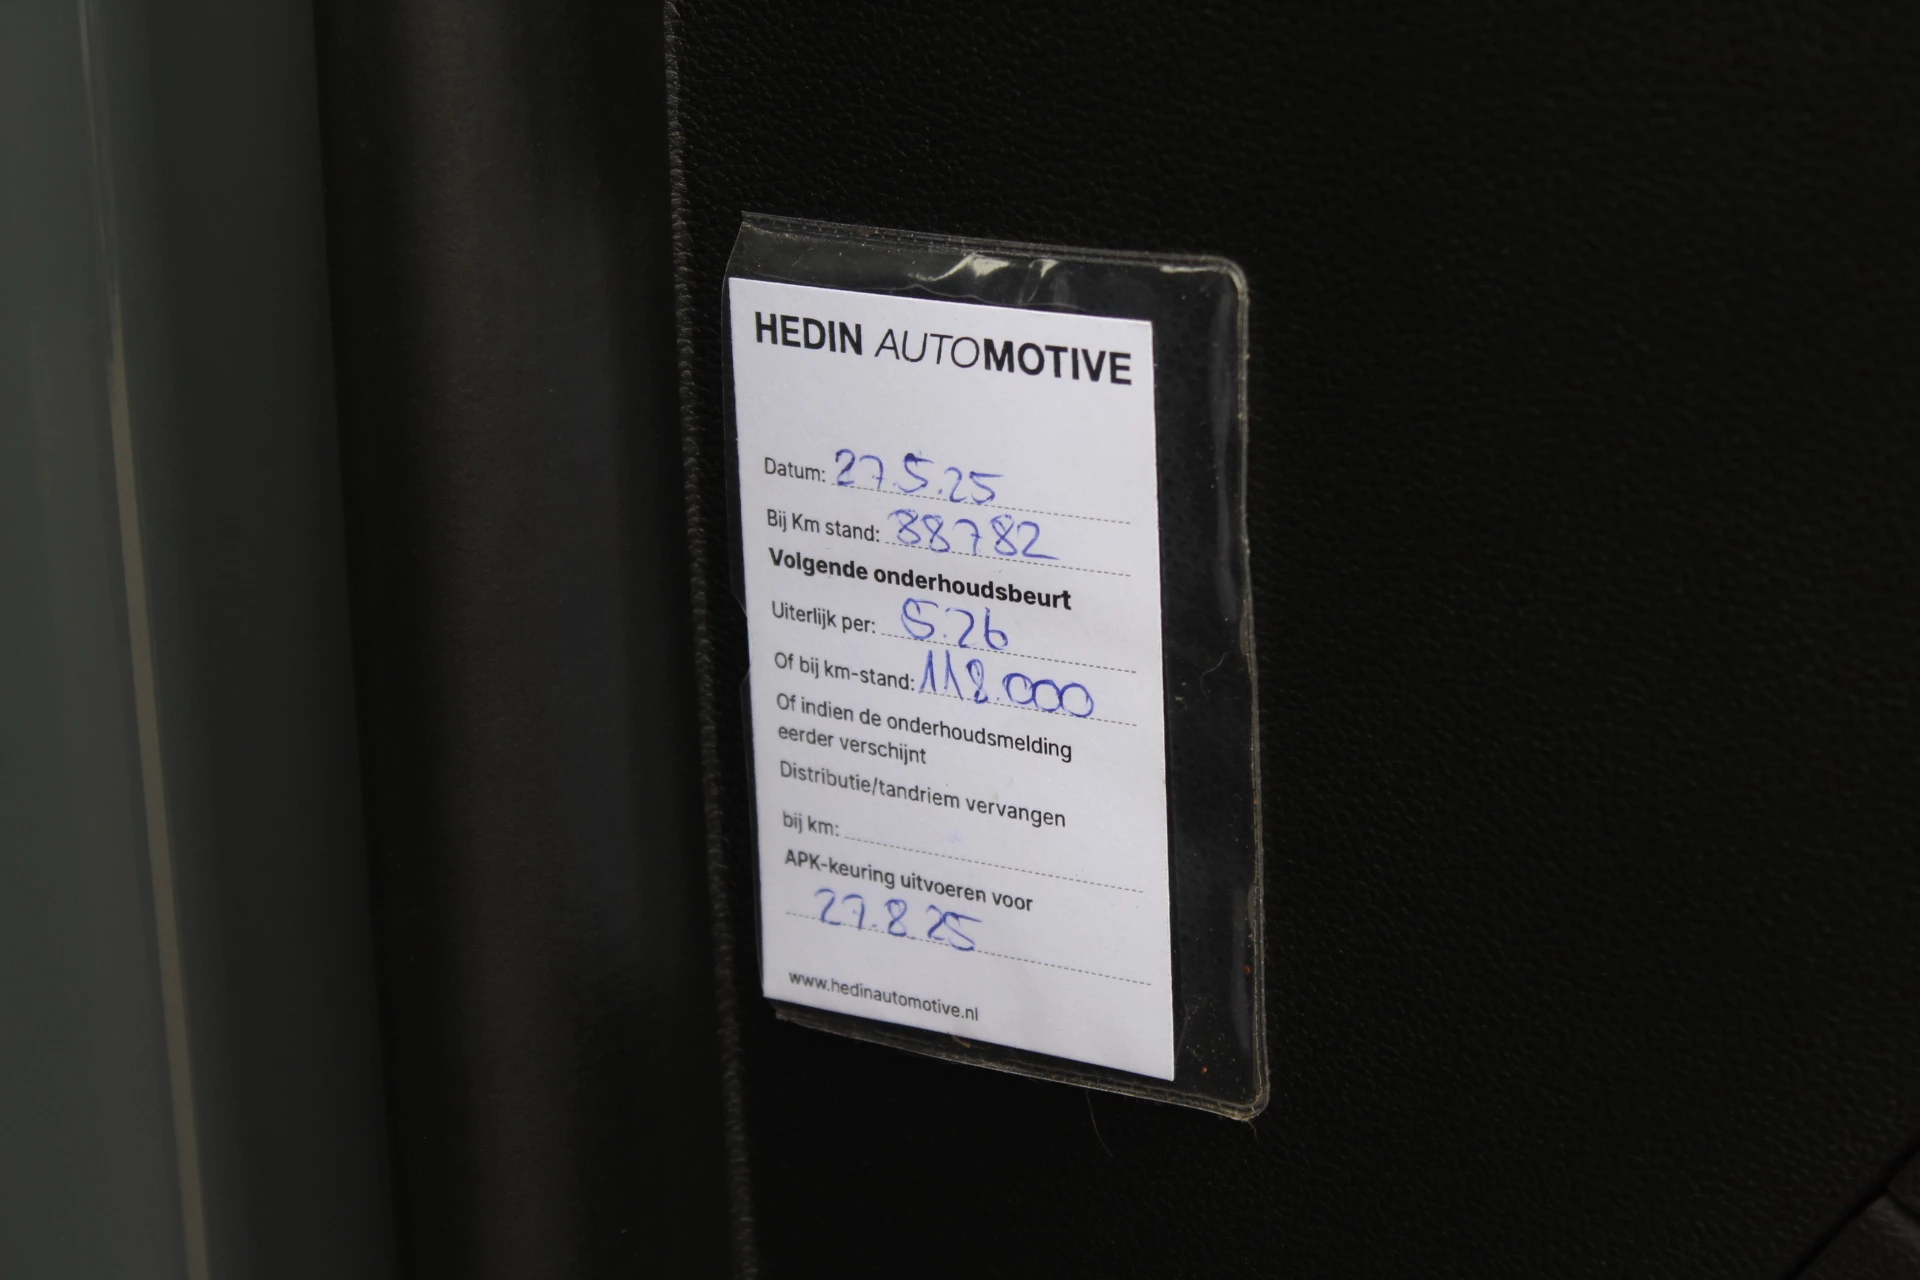 HEDIN AUTOMOTIVE
Datum: 27.5.25
Bij Km stand: 88782
Volgende onderhoudsbeurt
Uiterlijk per: 5.26
Of bij km-stand: 118.000
Of indien de onderhoudsmelding
eerder verschijnt
Distributie/tandriem vervangen
bij km:
APK-keuring uitvoeren voor
27.8.25
www.hedinautomotive.nl